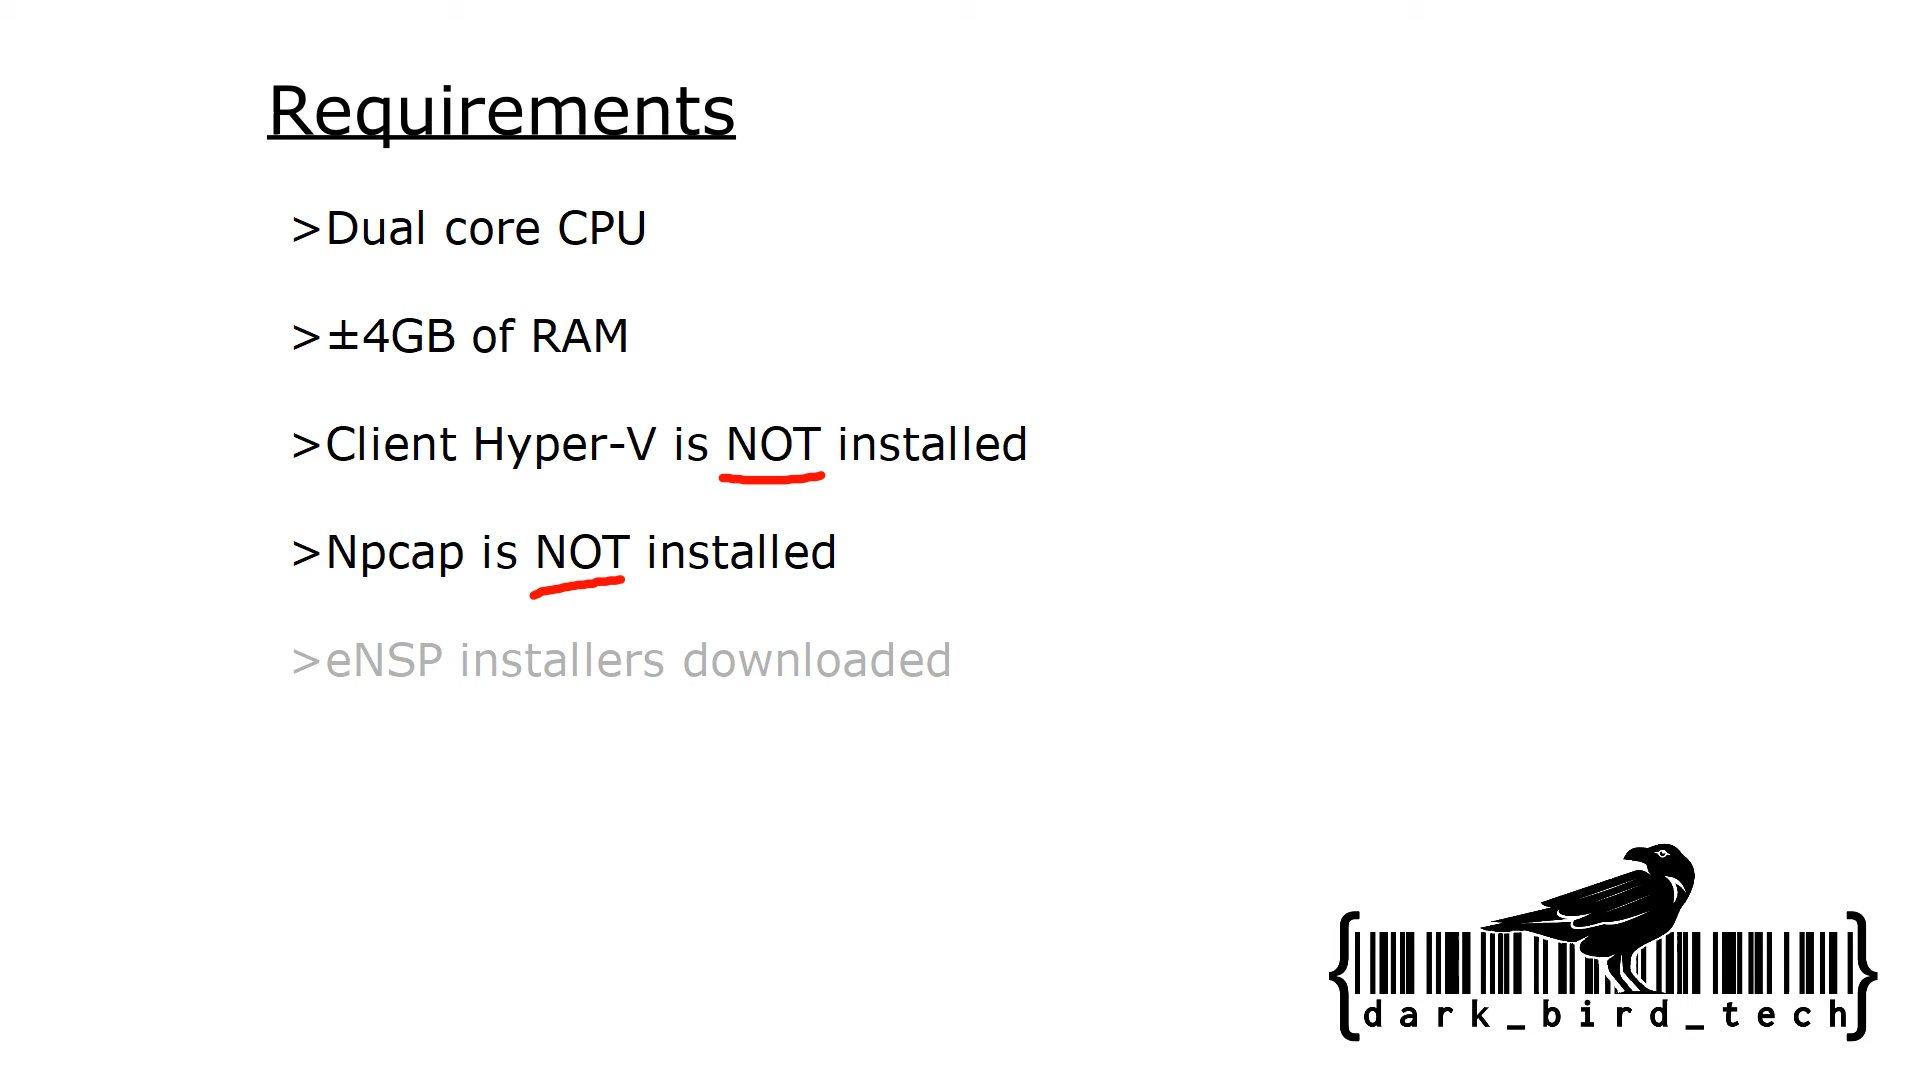 Requirements
>Dual core CPU
>±4GB of RAM
>Client Hyper-V is NOT installed
>Npcap is NOT installed
>eNSP installers downloaded
dark_bird_tech